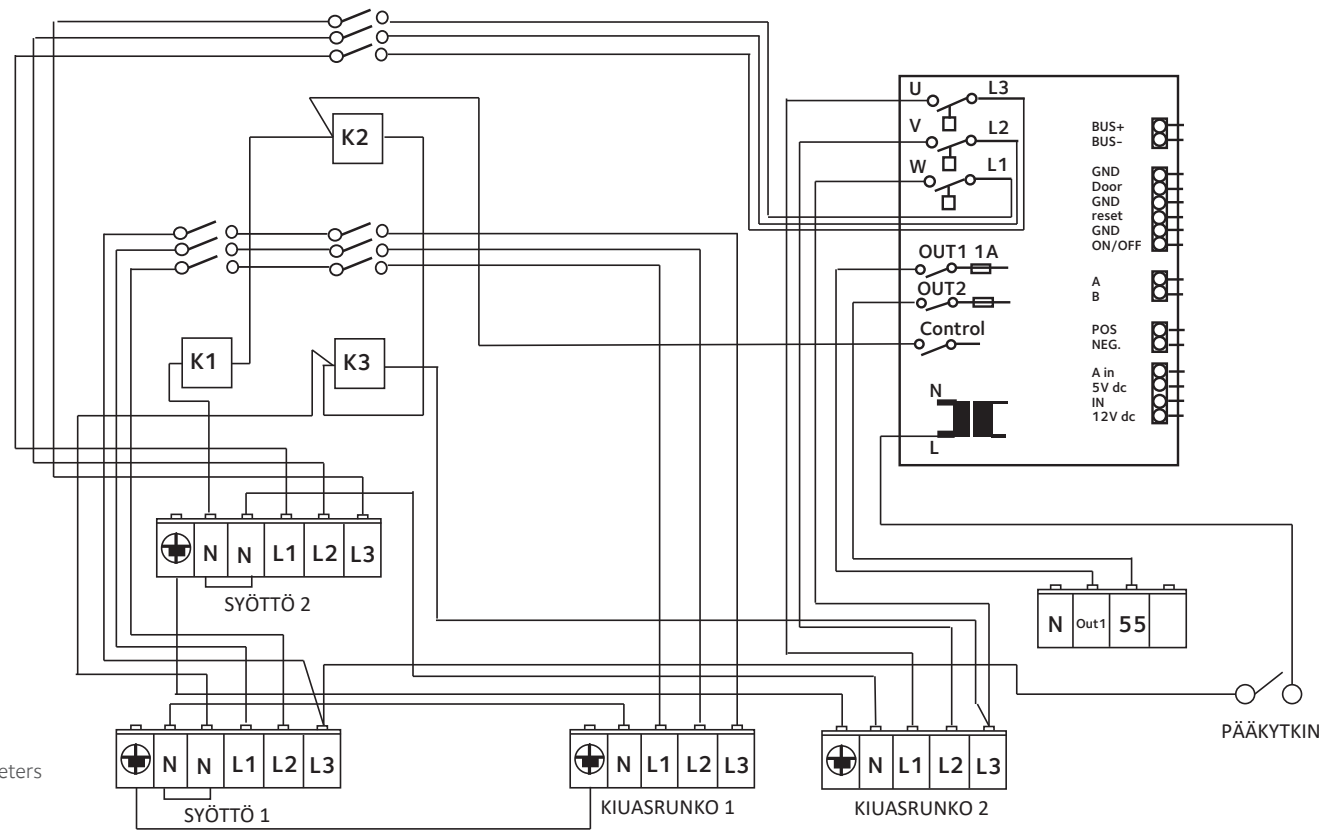 U L3
V L2
W L1
BUS+
BUS-
GND
Door
GND
reset
GND
ON/OFF
OUT1 1A
OUT2
Control
A
B
POS
NEG.
A in
5V dc
IN
12V dc
N
L
K2
K1
K3
N N L1 L2 L3
SYÖTTÖ 2
N Out1 55
PÄÄKYTKIN
N N L1 L2 L3
SYÖTTÖ 1
N L1 L2 L3
KIUASRUNKO 1
N L1 L2 L3
KIUASRUNKO 2
eters